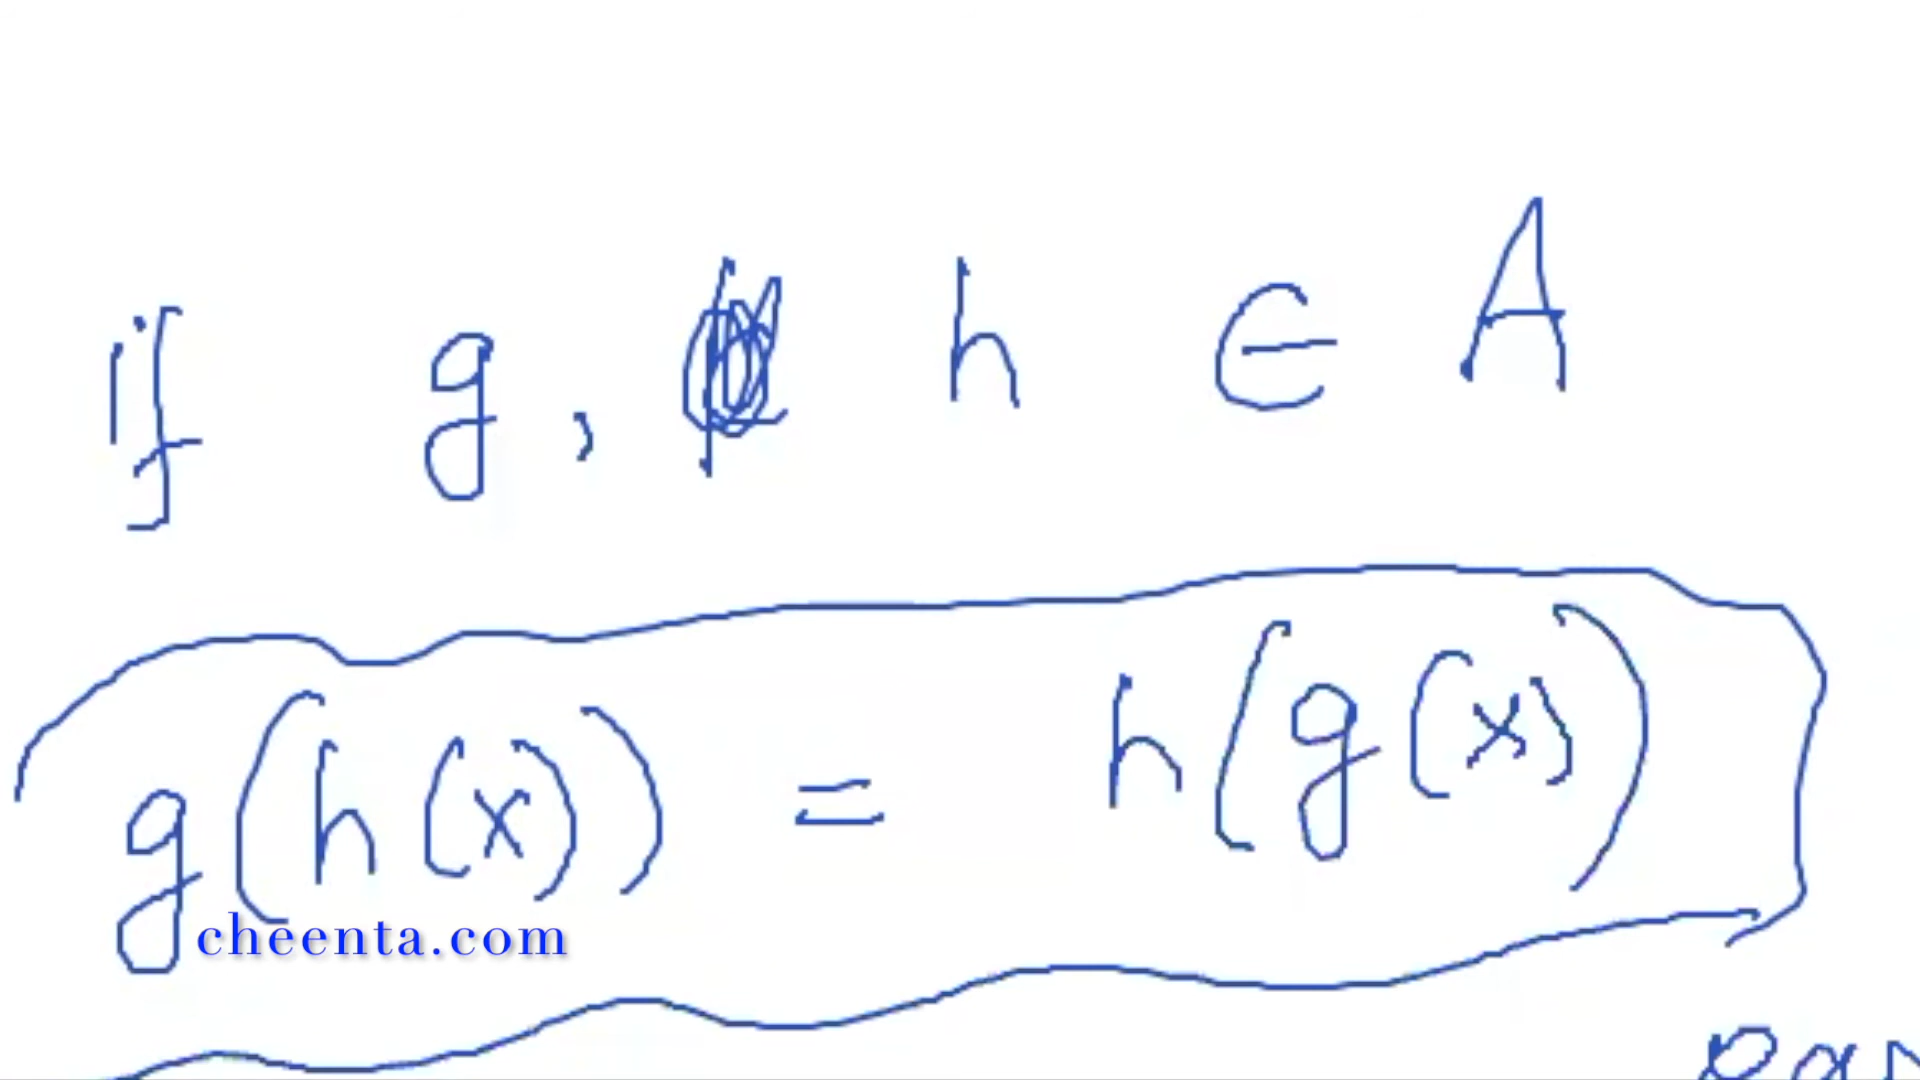 if g, h ∈ A
g(h(x)) = h(g(x))
cheenta.com